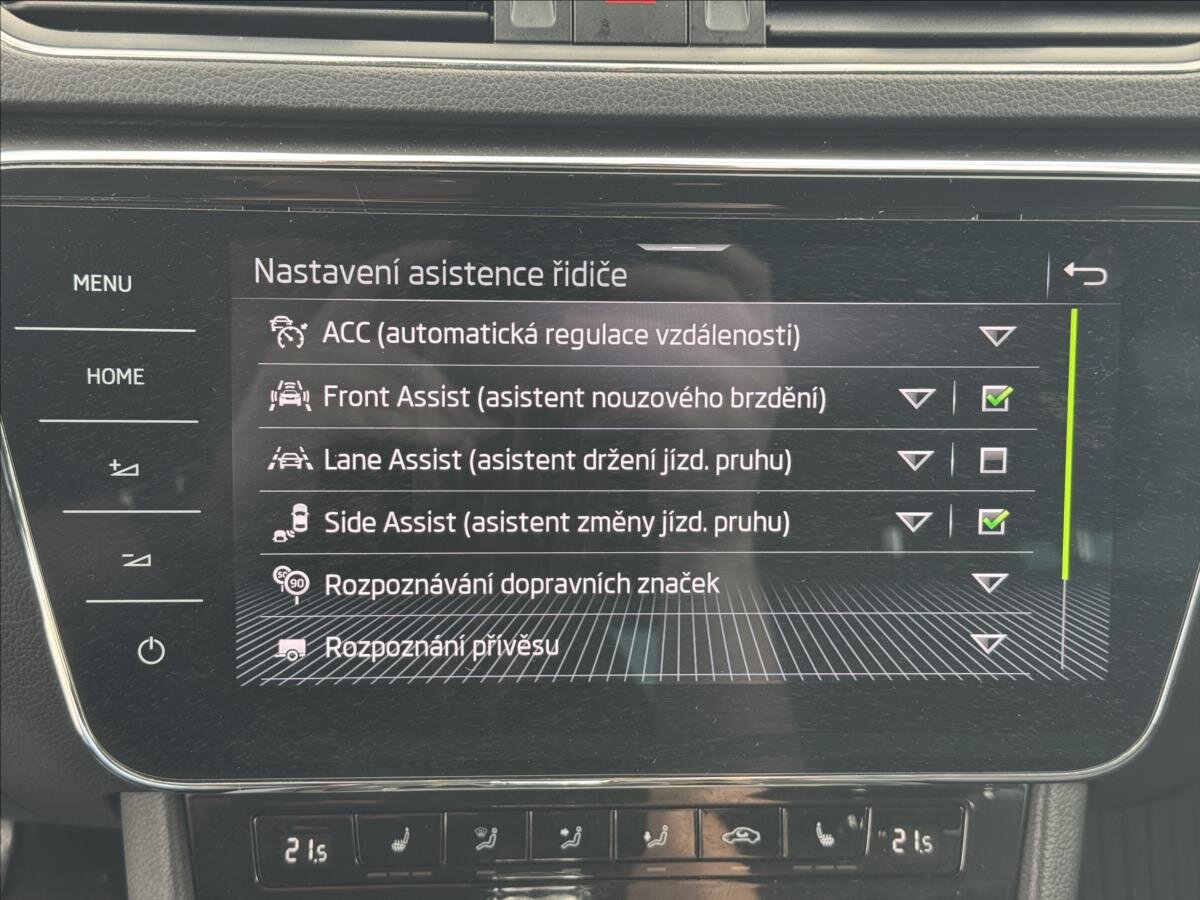 Nastavení asistence řidiče
MENU
ACC (automatická regulace vzdálenosti)
HOME
Front Assist (asistent nouzového brzdění)
Lane Assist (asistent držení jízd. pruhu)
Side Assist (asistent změny jízd. pruhu)
90
Rozpoznávání dopravních značek
Rozpoznání přívěsu
21,5
21,5